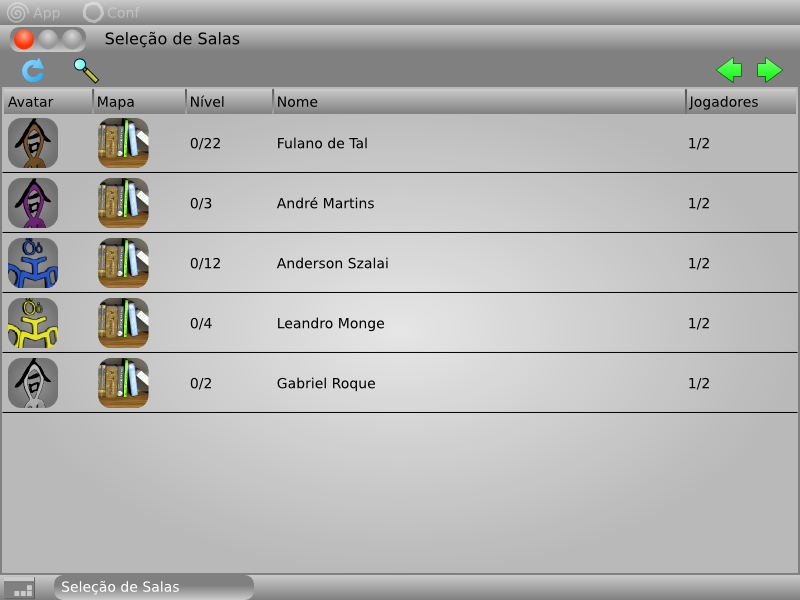 App Conf
Seleção de Salas
Avatar Mapa Nível Nome Jogadores
0/22 Fulano de Tal 1/2
0/3 André Martins 1/2
0/12 Anderson Szalai 1/2
0/4 Leandro Monge 1/2
0/2 Gabriel Roque 1/2
Seleção de Salas